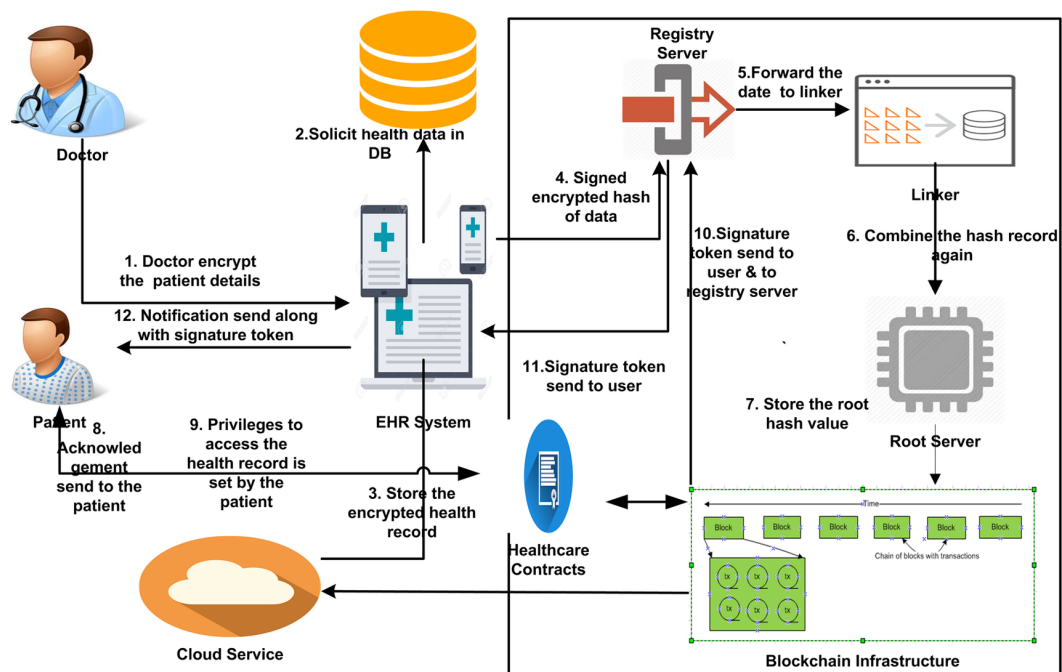 Doctor
2.Solicit health data in
DB
Registry
Server
5.Forward the
date  to linker
Linker
4. Signed
encrypted hash
of data
1. Doctor encrypt
the  patient details
12. Notification send along
with signature token
Patient
EHR System
10.Signature
token send to
user & to
registry server
6. Combine the hash record
again
11.Signature token
send to user
7. Store the root
hash value
Root Server
8.
Acknowled
gement
send to the
patient
9. Privileges to
access the
health record is
set by the
patient
3. Store the
encrypted health
record
Healthcare
Contracts
Cloud Service
Time
Block
Block
Block
Block
Block
Block
Chain of blocks with transactions
tx
tx
tx
tx
tx
tx
Blockchain Infrastructure